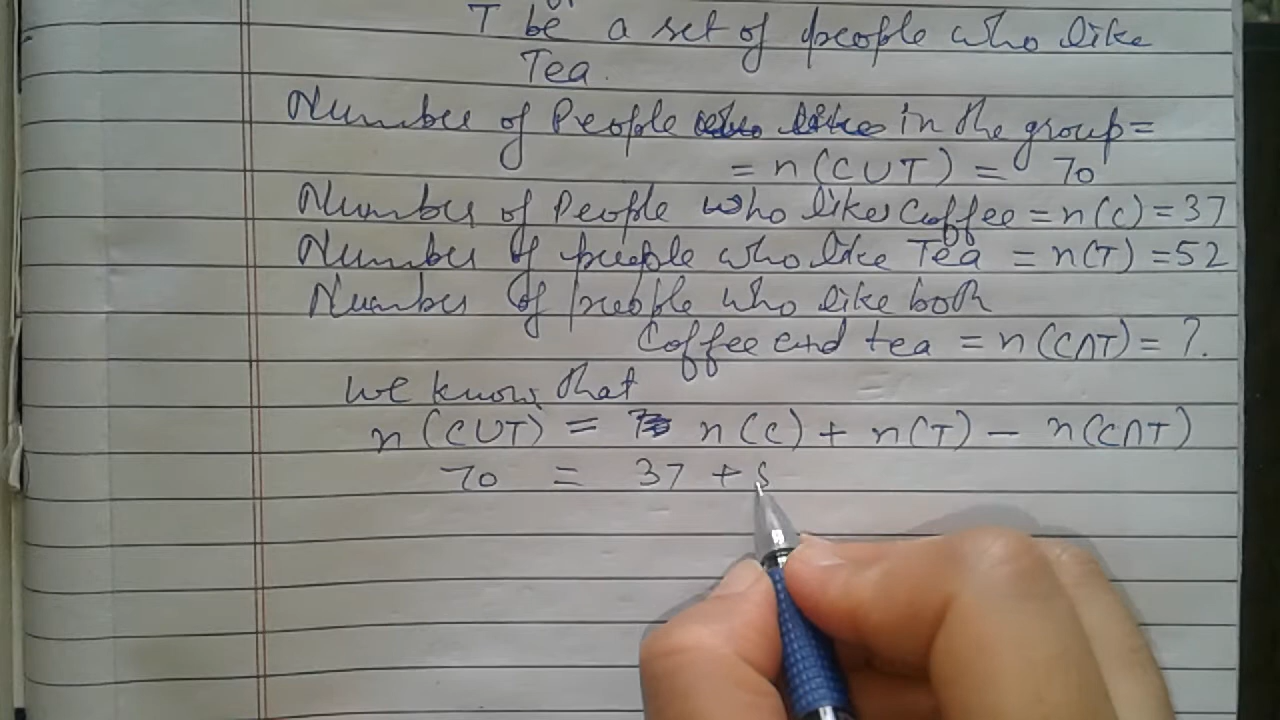 T be a set of people who like
Tea.
Number of People in the group=
= n(C∪T) = 70
Number of People who likes Coffee = n(C) = 37
Number of people who like Tea = n(T) = 52
Number of people who like both
Coffee and tea = n(C∩T) = ?.
We know that
n(C∪T) = n(C) + n(T) - n(C∩T)
70 = 37 + 5